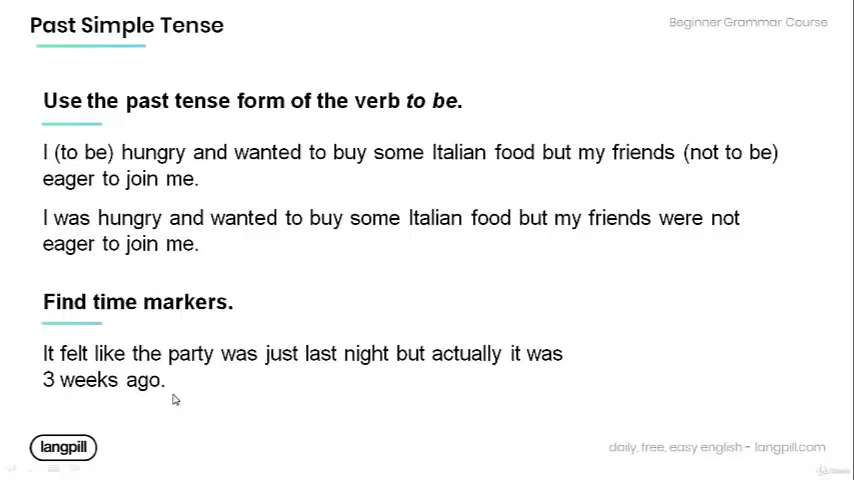 Past Simple Tense
Beginner Grammar Course
Use the past tense form of the verb to be.
I (to be) hungry and wanted to buy some Italian food but my friends (not to be)
eager to join me.
I was hungry and wanted to buy some Italian food but my friends were not
eager to join me.
Find time markers.
It felt like the party was just last night but actually it was
3 weeks ago.
langpill
daily, free, easy english - langpill.com